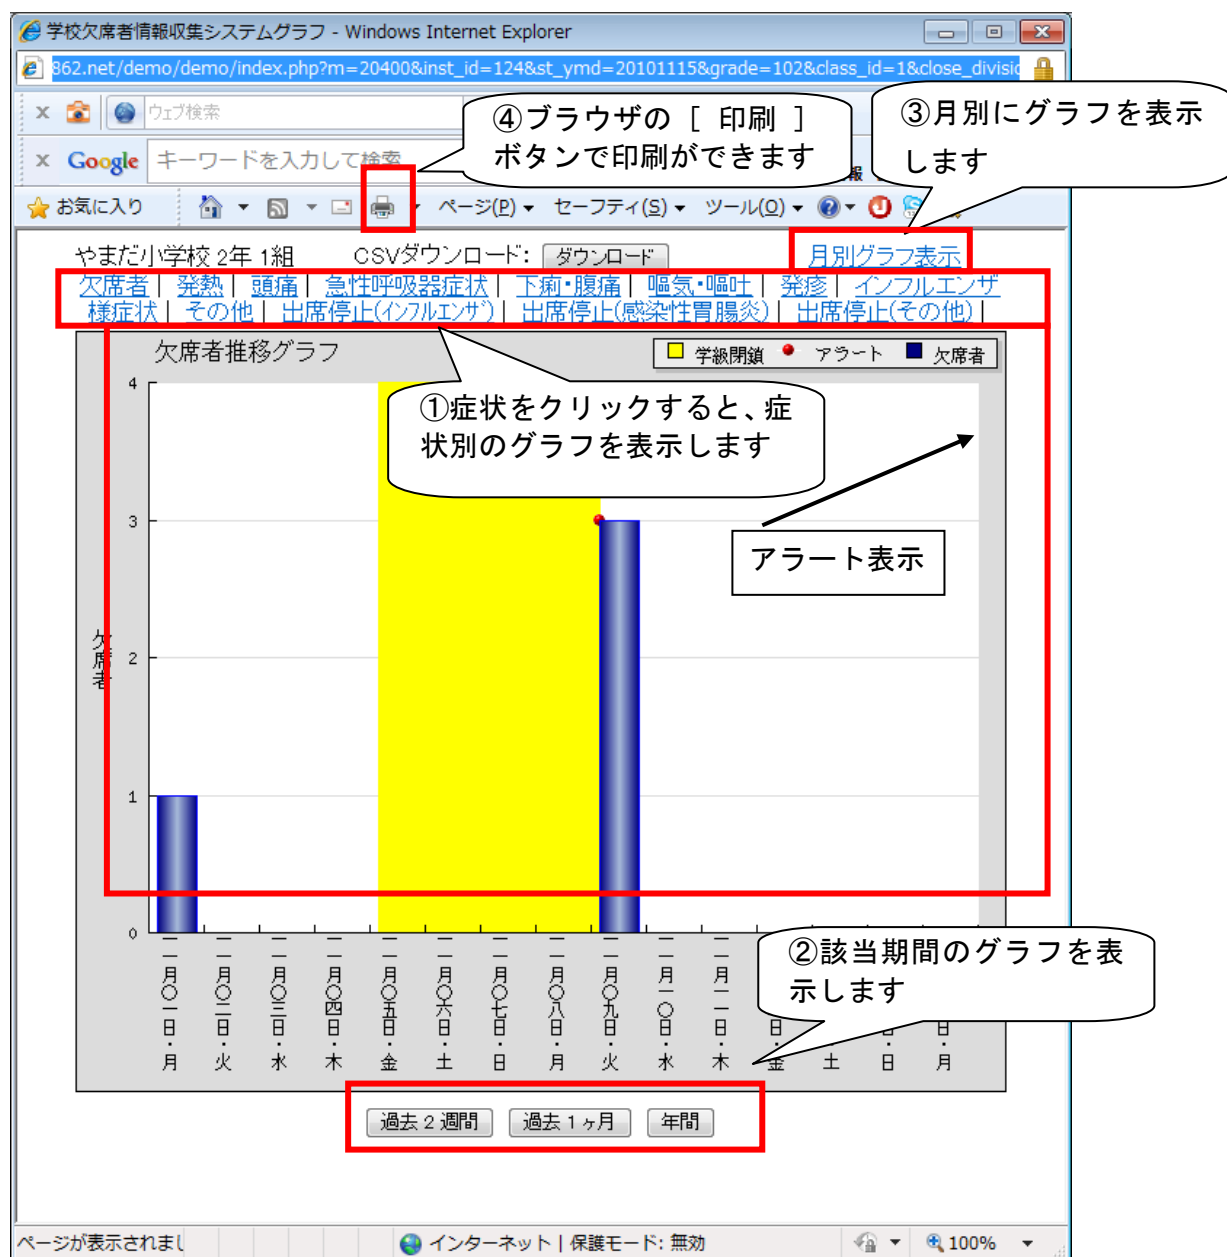 学校欠席者情報収集システムグラフ - Windows Internet Explorer
862.net/demo/demo/index.php?m=20400&inst_id=124&st_ymd=20101115&grade=102&class_id=1&close_divisio
x ウェブ検索
④ブラウザの [ 印刷 ]
ボタンで印刷ができます
③月別にグラフを表示
します
x Google キーワードを入力して検索
報
お気に入り ページ(P) セーフティ(S) ツール(O)
やまだ小学校 2年 1組 CSVダウンロード: ダウンロード 月別グラフ表示
欠席者 | 発熱 | 頭痛 | 急性呼吸器症状 | 下痢・腹痛 | 嘔気・嘔吐 | 発疹 | インフルエンザ
様症状 | その他 | 出席停止(インフルエンザ) | 出席停止(感染性胃腸炎) | 出席停止(その他) |
欠席者推移グラフ
学級閉鎖 アラート 欠席者
①症状をクリックすると、症
状別のグラフを表示します
アラート表示
欠席者
4
3
2
1
0
一一月〇一日・月
一一月〇二日・火
一一月〇三日・水
一一月〇四日・木
一一月〇五日・金
一一月〇六日・土
一一月〇七日・日
一一月〇八日・月
一一月〇九日・火
一一月一〇日・水
一一月一一日・木
日・金
土
日
日・月
②該当期間のグラフを表
示します
過去2週間 過去1ヶ月 年間
ページが表示されまし インターネット | 保護モード: 無効 100%